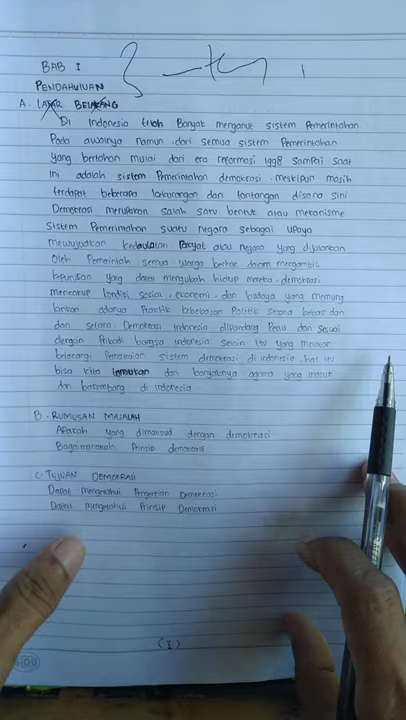 BAB I
PENDAHULUAN
A. LATAR BELAKANG
Di Indonesia telah Banyak menganut sistem Pemerintahan
Pada awalnya namun dari semua sistem Pemerintahan
Yang bertahan mulai dari era reformasi 1998 sampai saat
Ini adalah sistem Pemerintahan demokrasi. meskipun masih
terdapat beberapa kekurangan dan tantangan disana sini
Demokrasi merupakan salah satu bentuk atau mekanisme
Sistem Pemerintahan suatu negara sebagai upaya
mewujudkan kedaulatan Rakyat atau negara yang dijalankan
Oleh Pemerintah semua warga berhak dalam mengambil
keputusan yang dapat mengubah hidup mereka. demokrasi
mencakup kondisi sosial, ekonomi, dan budaya yang memung
kinkan adanya Praktik kebebasan Politik secara bebas dan
dan setara. Demokrasi Indonesia dipandang Perlu dan sesuai
dengan Pribadi bangsa Indonesia selain itu yang melatar
belakangi Pemakaian sistem demokrasi di indonesia. hal itu
bisa kita temukan dari banyaknya agama yang masuk
dan berkembang di indonesia
B. RUMUSAN MASALAH
Apakah yang dimaksud dengan demokrasi
Bagaimanakah Prinsip demokrasi
C. TUJUAN DEMOKRASI
Dapat mengetahui Pengertian Demokrasi
Dapat mengetahui Prinsip Demokrasi
(I)